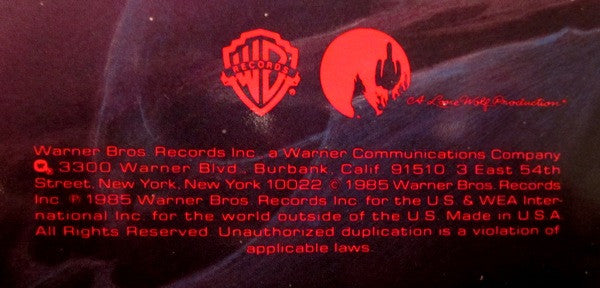 WB
RECORDS
®
A Lone Wolf Production
Warner Bros. Records Inc., a Warner Communications Company
3300 Warner Blvd., Burbank, Calif. 91510 3 East 54th
Street, New York, New York 10022 © 1985 Warner Bros. Records
Inc. ℗ 1985 Warner Bros. Records Inc. for the U.S. & WEA Inter-
national Inc. for the world outside of the U.S. Made in U.S.A.
All Rights Reserved. Unauthorized duplication is a violation of
applicable laws.